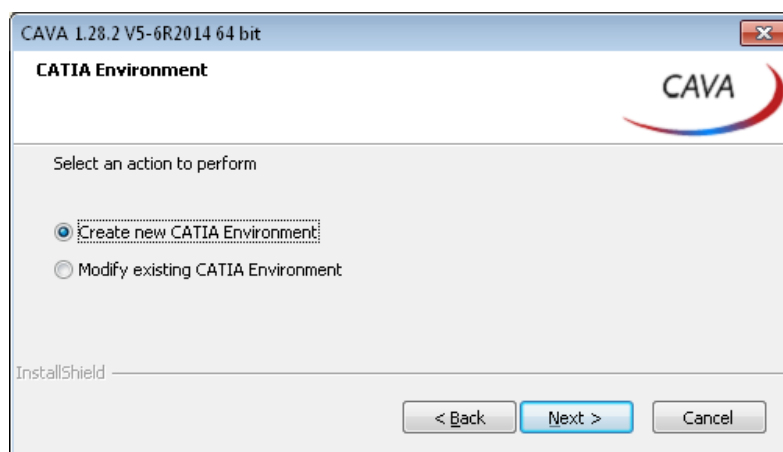 CAVA 1.28.2 V5-6R2014 64 bit
CATIA Environment
CAVA
Select an action to perform
Create new CATIA Environment
Modify existing CATIA Environment
InstallShield
< Back
Next >
Cancel